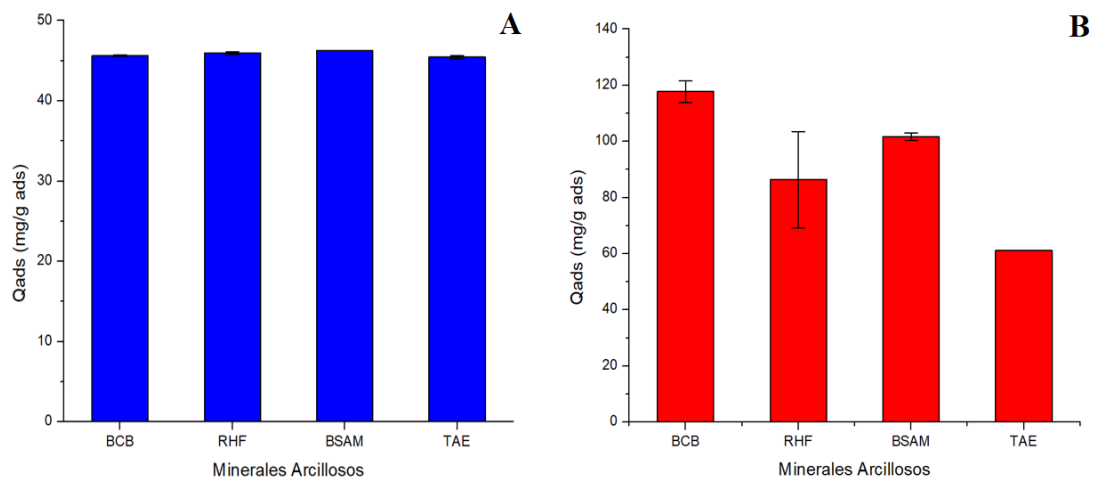 A
50
40
30
20
10
0
Qads (mg/g ads)
BCB RHF BSAM TAE
Minerales Arcillosos
B
140
120
100
80
60
40
20
0
Qads (mg/g ads)
BCB RHF BSAM TAE
Minerales Arcillosos